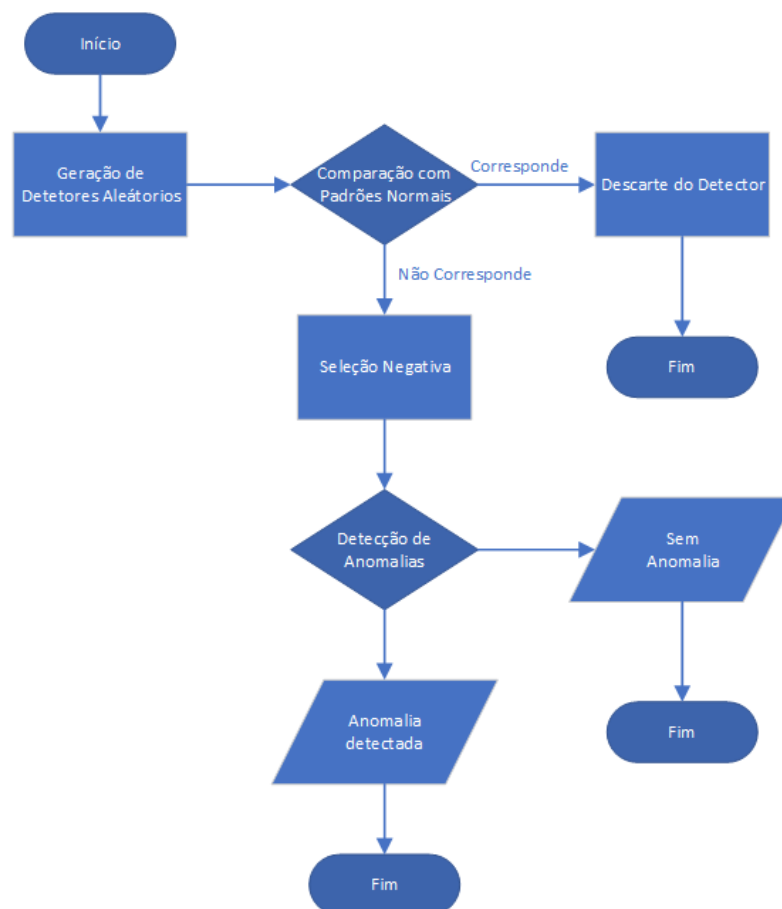 Início
Geração de
Detetores Aleátorios
Comparação com
Padrões Normais
Corresponde
Descarte do Detector
Não Corresponde
Seleção Negativa
Fim
Detecção de
Anomalias
Sem
Anomalia
Anomalia
detectada
Fim
Fim